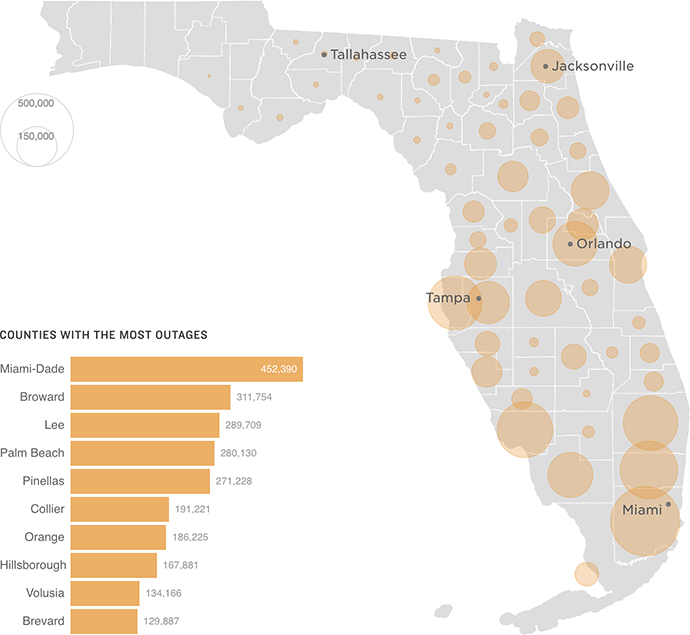 Tallahassee
Jacksonville
500,000
150,000
Orlando
Tampa
COUNTIES WITH THE MOST OUTAGES
Miami-Dade 452,390
Broward 311,754
Lee 289,709
Palm Beach 280,130
Pinellas 271,228
Collier 191,221
Orange 186,225
Hillsborough 167,881
Volusia 134,166
Brevard 129,887
Miami